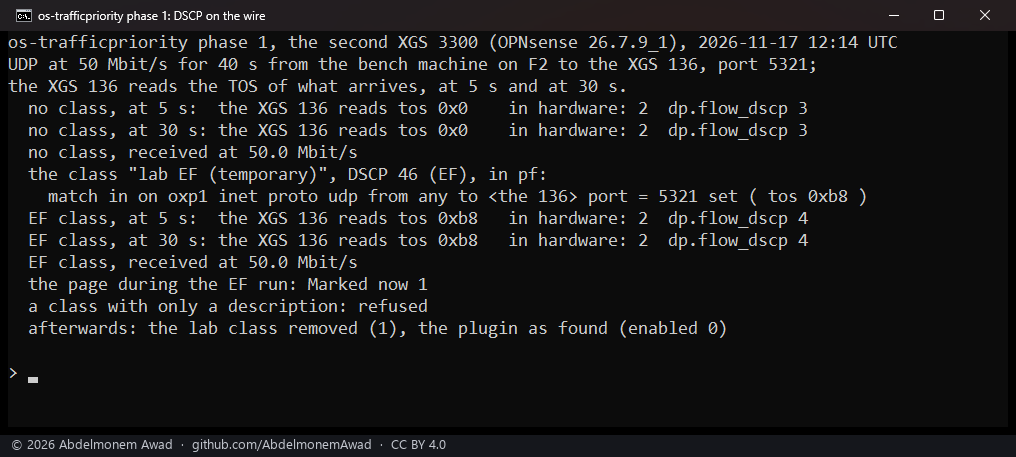 os-trafficpriority phase 1: DSCP on the wire
os-trafficpriority phase 1, the second XGS 3300 (OPNsense 26.7.9_1), 2026-11-17 12:14 UTC
UDP at 50 Mbit/s for 40 s from the bench machine on F2 to the XGS 136, port 5321;
the XGS 136 reads the TOS of what arrives, at 5 s and at 30 s.
no class, at 5 s:  the XGS 136 reads tos 0x0    in hardware: 2  dp.flow_dscp 3
no class, at 30 s: the XGS 136 reads tos 0x0    in hardware: 2  dp.flow_dscp 3
no class, received at 50.0 Mbit/s
the class "lab EF (temporary)", DSCP 46 (EF), in pf:
match in on oxp1 inet proto udp from any to <the 136> port = 5321 set ( tos 0xb8 )
EF class, at 5 s:  the XGS 136 reads tos 0xb8   in hardware: 2  dp.flow_dscp 4
EF class, at 30 s: the XGS 136 reads tos 0xb8   in hardware: 2  dp.flow_dscp 4
EF class, received at 50.0 Mbit/s
the page during the EF run: Marked now 1
a class with only a description: refused
afterwards: the lab class removed (1), the plugin as found (enabled 0)
>
© 2026 Abdelmonem Awad · github.com/AbdelmonemAwad · CC BY 4.0